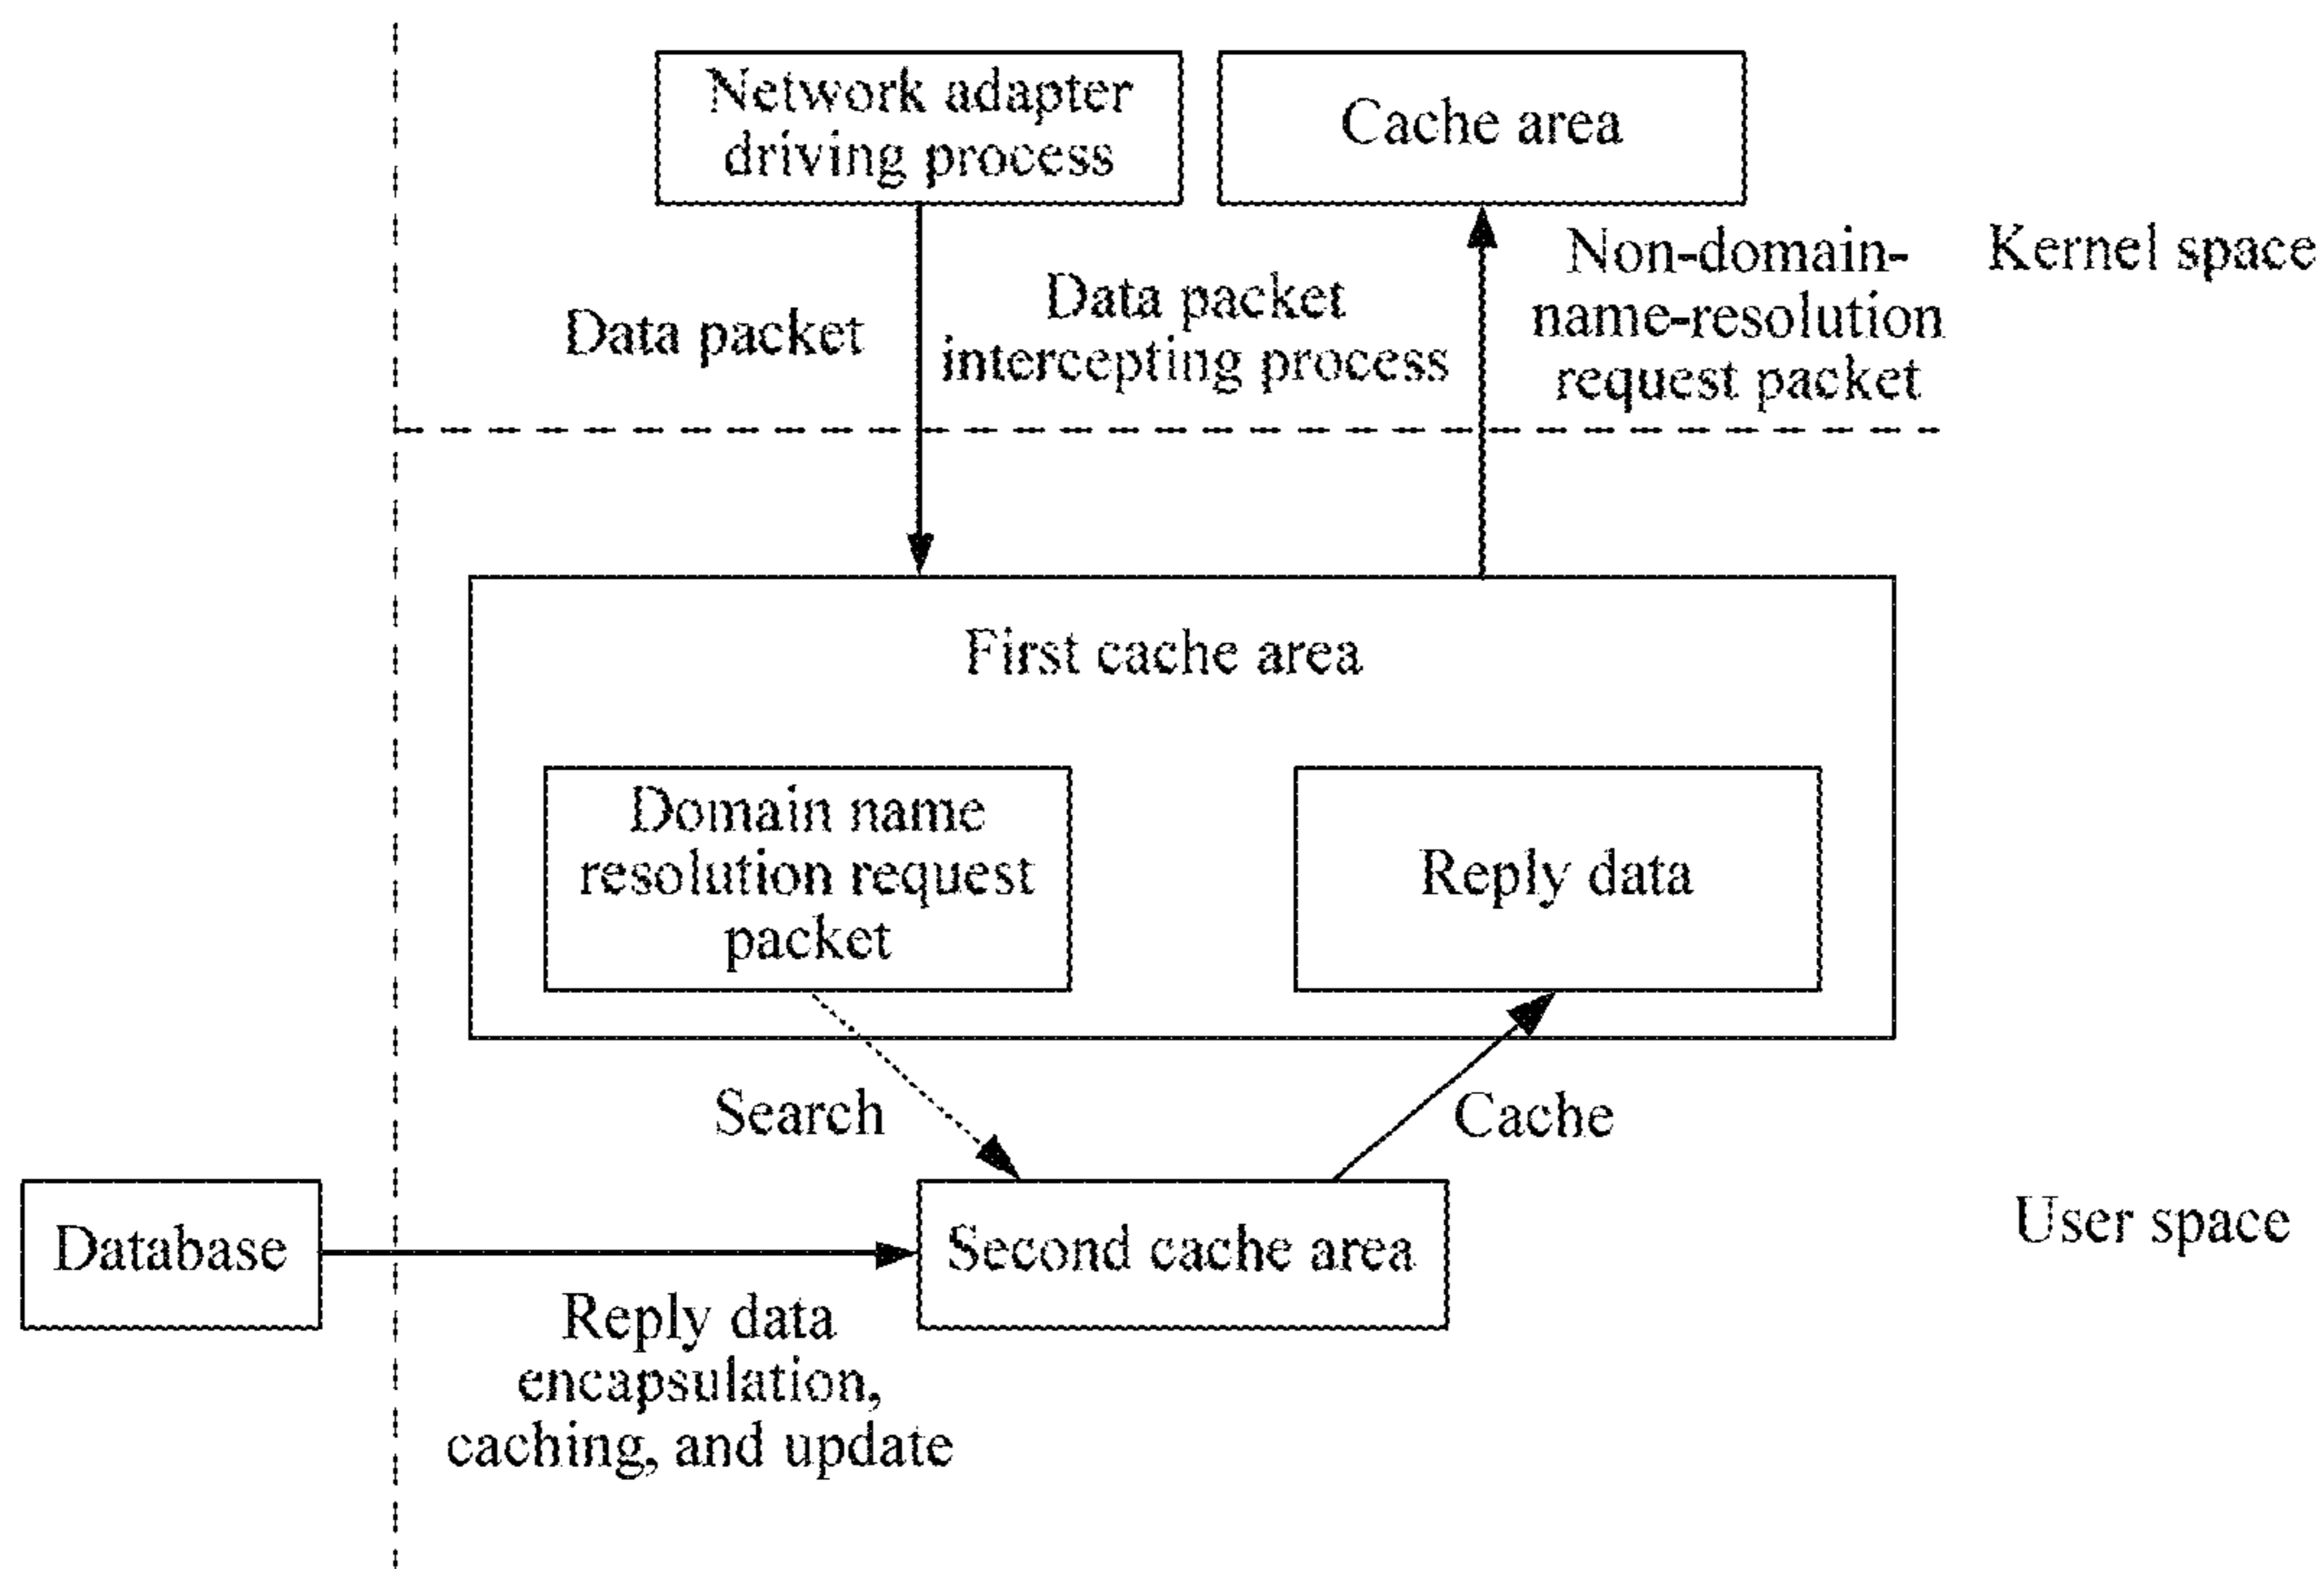 Network adapter
driving process
Cache area
Kernel space
Data packet
Data packet
intercepting process
Non-domain-
name-resolution
request packet
First cache area
Domain name
resolution request
packet
Reply data
Search
Cache
Database
Second cache area
User space
Reply data
encapsulation,
caching, and update